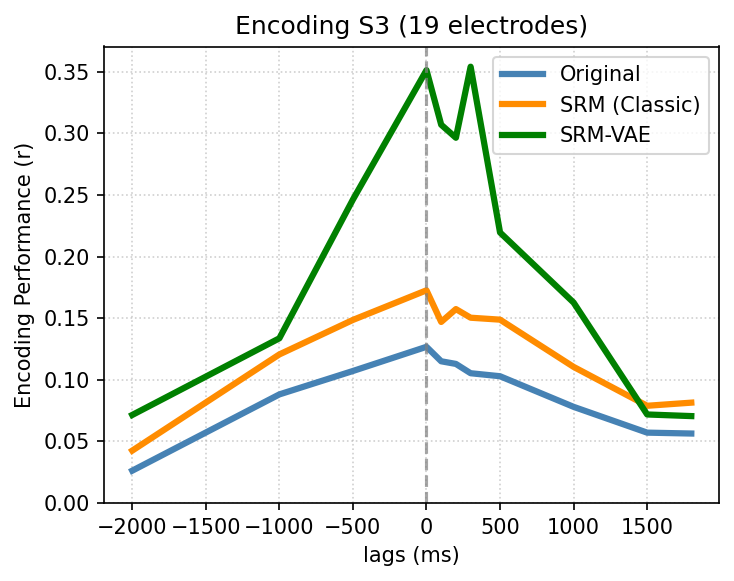 Encoding S3 (19 electrodes)
Original
SRM (Classic)
SRM-VAE
Encoding Performance (r)
0.35
0.30
0.25
0.20
0.15
0.10
0.05
0.00
−2000 −1500 −1000 −500 0 500 1000 1500
lags (ms)